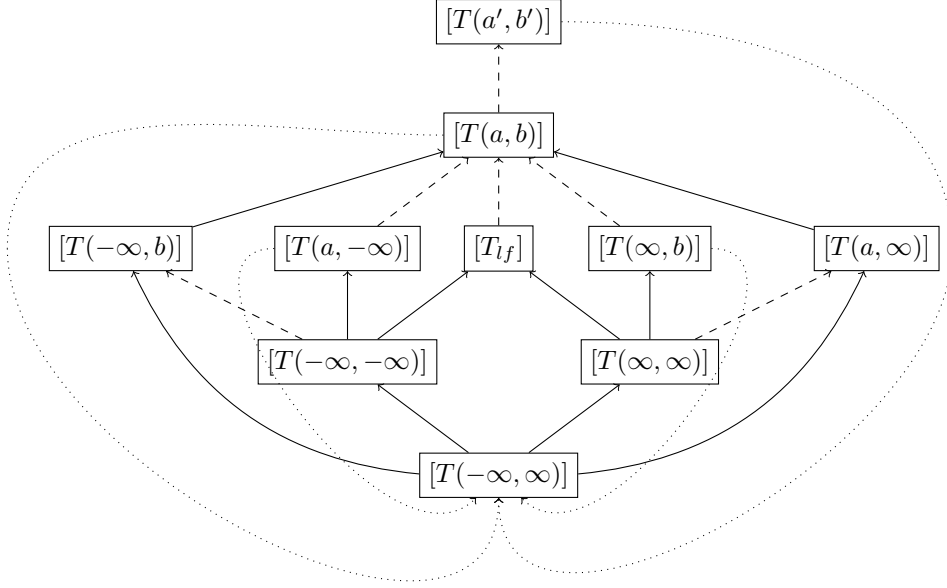 [T(a′, b′)]
[T(a, b)]
[T(−∞, b)] [T(a, −∞)] [T_{lf}] [T(∞, b)] [T(a, ∞)]
[T(−∞, −∞)] [T(∞, ∞)]
[T(−∞, ∞)]